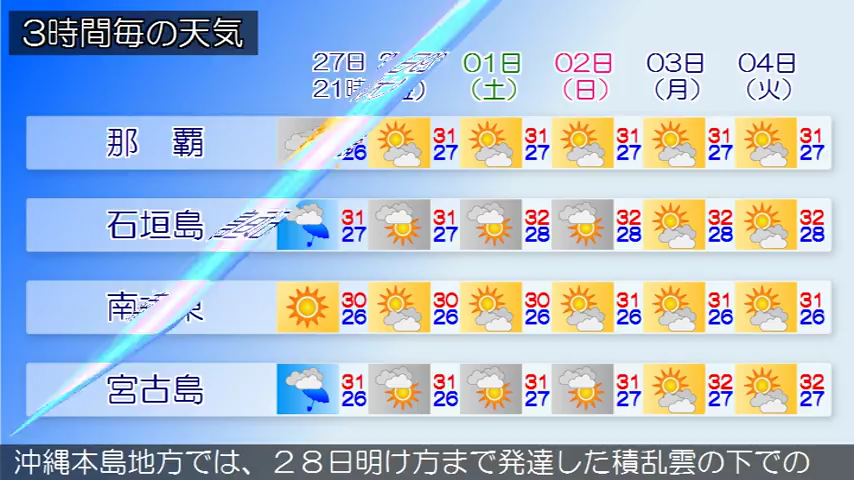 3時間毎の天気
27日 01日 02日 03日 04日
21時 (土) (日) (月) (火)
那 覇 26 31 27 31 27 31 27 31 27 31 27
石垣島 31 27 31 27 32 28 32 28 32 28 32 28
南 東 30 26 30 26 30 26 31 26 31 26 31 26
宮古島 31 26 31 26 31 27 31 27 32 27 32 27
沖縄本島地方では、２８日明け方まで発達した積乱雲の下での